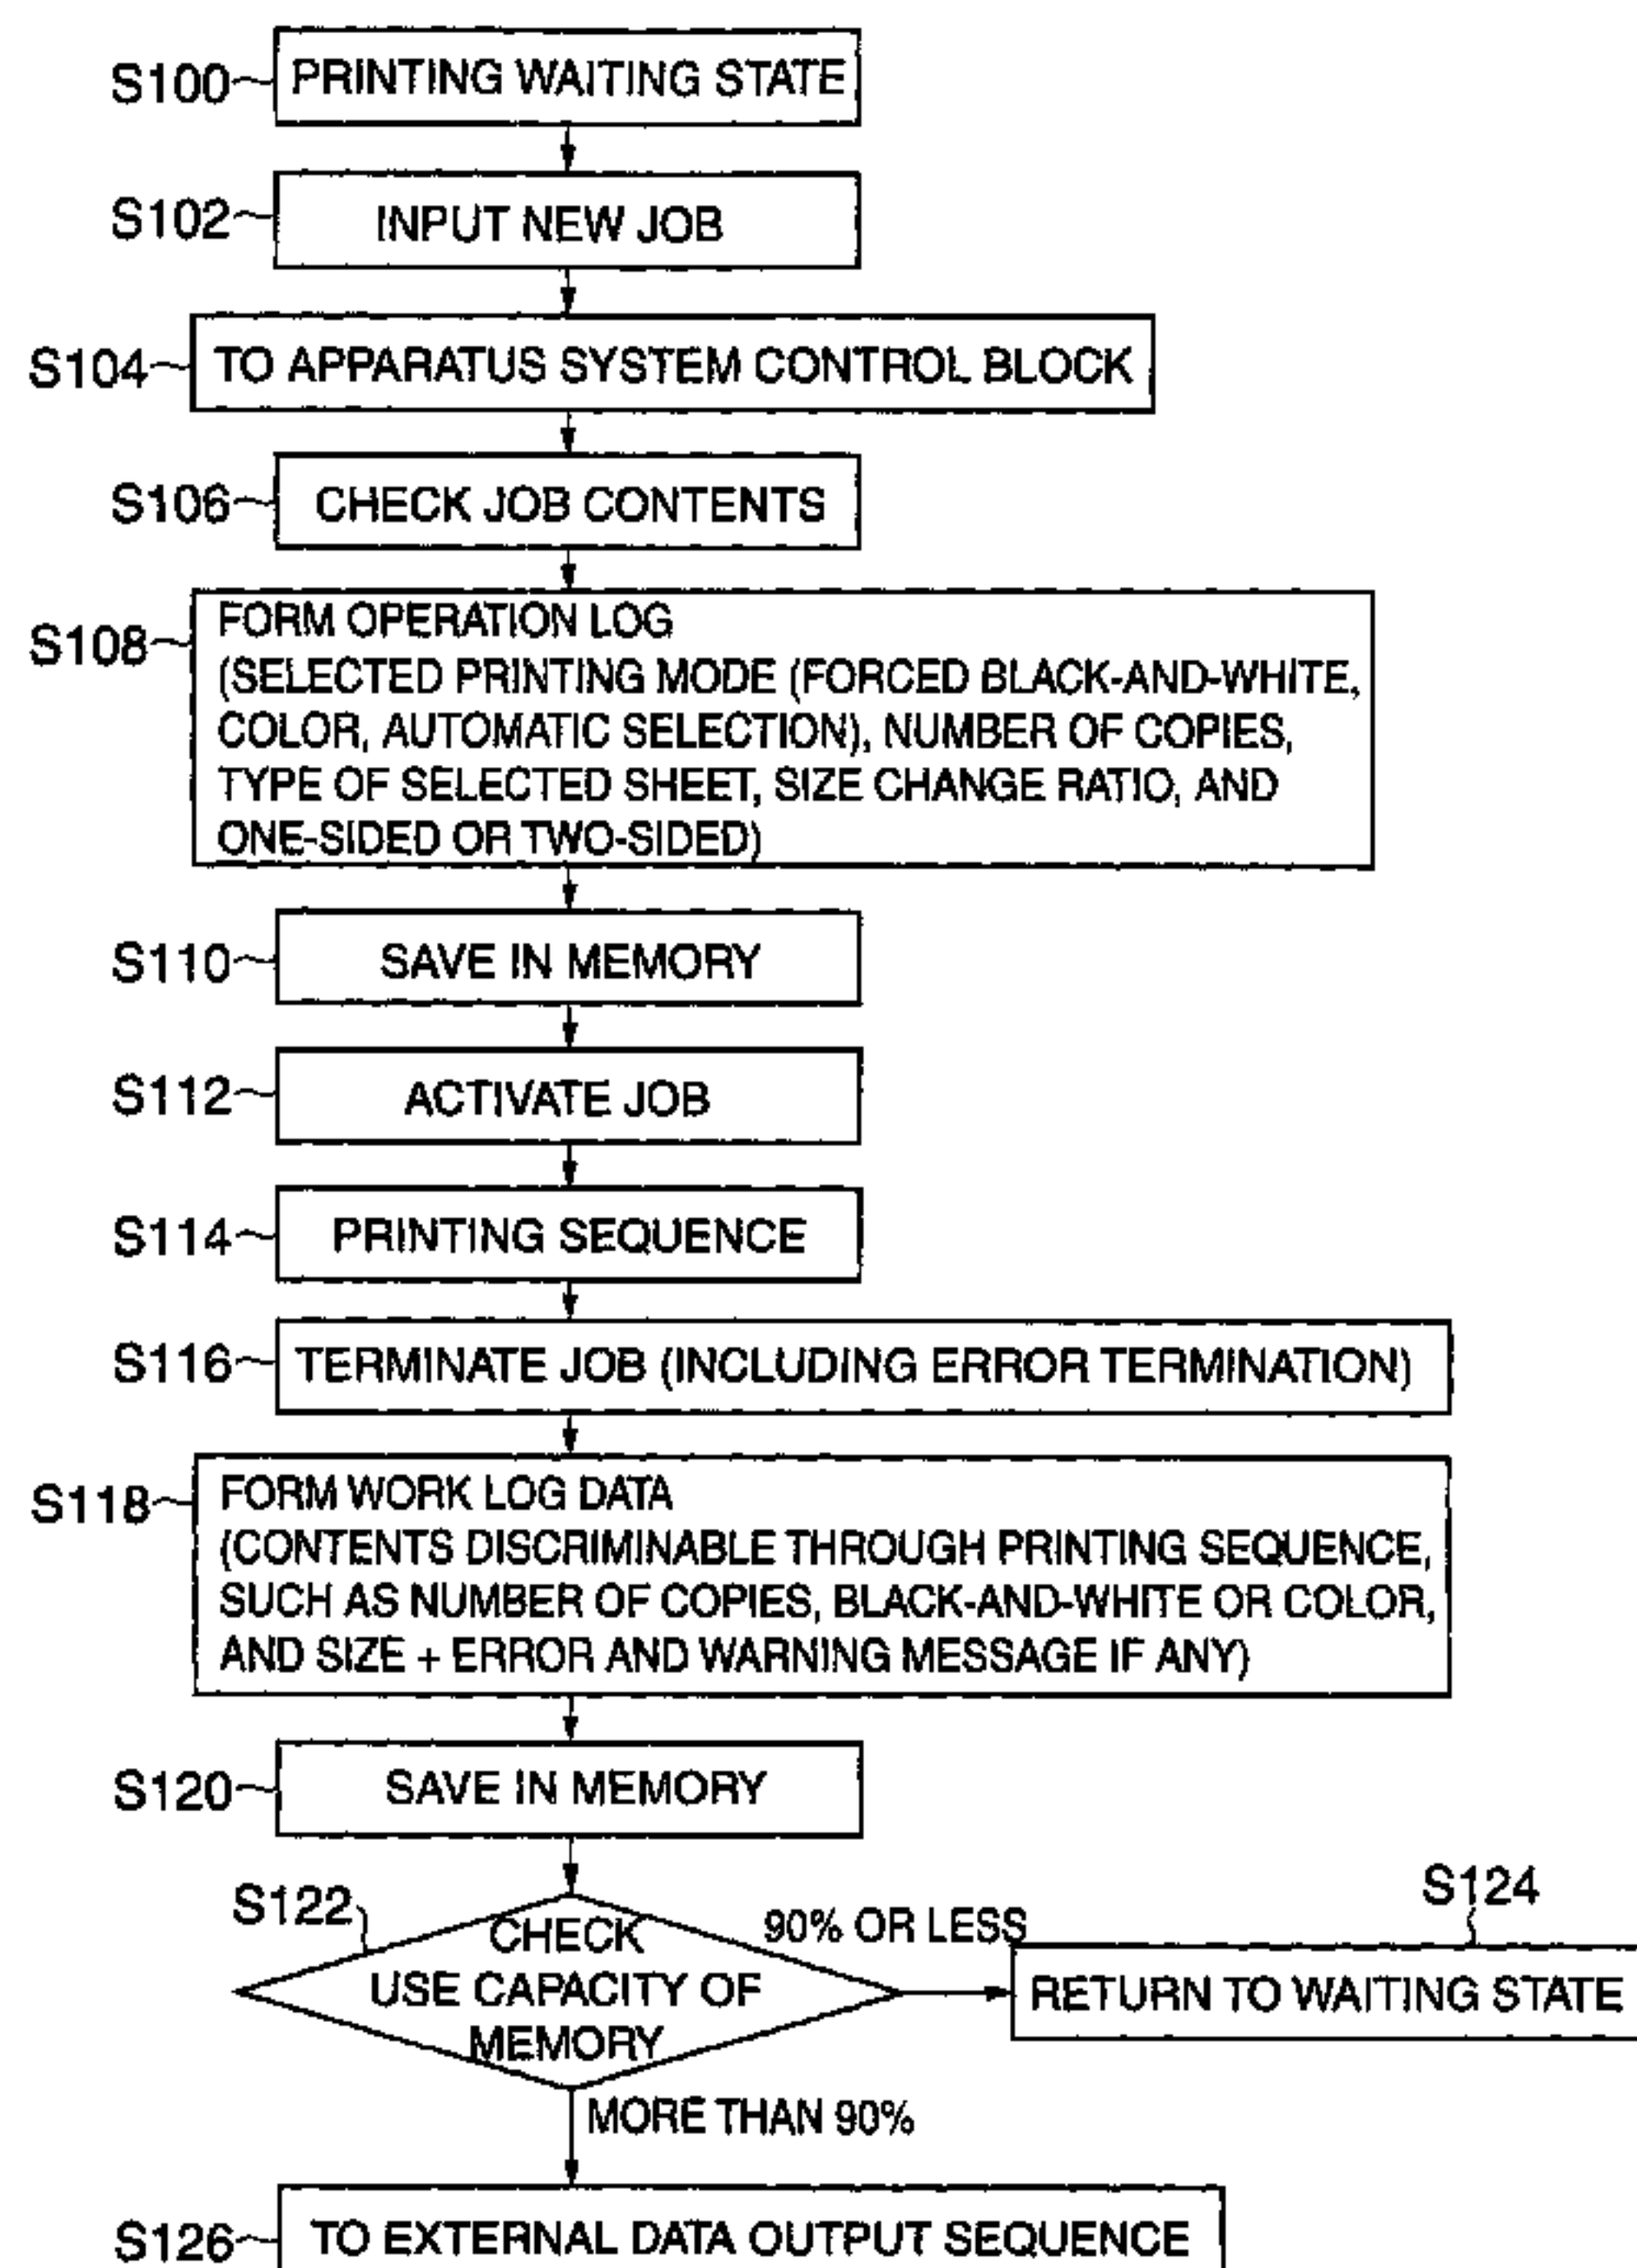 S100
PRINTING WAITING STATE
S102
INPUT NEW JOB
S104
TO APPARATUS SYSTEM CONTROL BLOCK
S106
CHECK JOB CONTENTS
S108
FORM OPERATION LOG
(SELECTED PRINTING MODE (FORCED BLACK-AND-WHITE,
COLOR, AUTOMATIC SELECTION), NUMBER OF COPIES,
TYPE OF SELECTED SHEET, SIZE CHANGE RATIO, AND
ONE-SIDED OR TWO-SIDED)
S110
SAVE IN MEMORY
S112
ACTIVATE JOB
S114
PRINTING SEQUENCE
S116
TERMINATE JOB (INCLUDING ERROR TERMINATION)
S118
FORM WORK LOG DATA
(CONTENTS DISCRIMINABLE THROUGH PRINTING SEQUENCE,
SUCH AS NUMBER OF COPIES, BLACK-AND-WHITE OR COLOR,
AND SIZE + ERROR AND WARNING MESSAGE IF ANY)
S120
SAVE IN MEMORY
S122
CHECK
USE CAPACITY OF
MEMORY
90% OR LESS
S124
RETURN TO WAITING STATE
MORE THAN 90%
S126
TO EXTERNAL DATA OUTPUT SEQUENCE